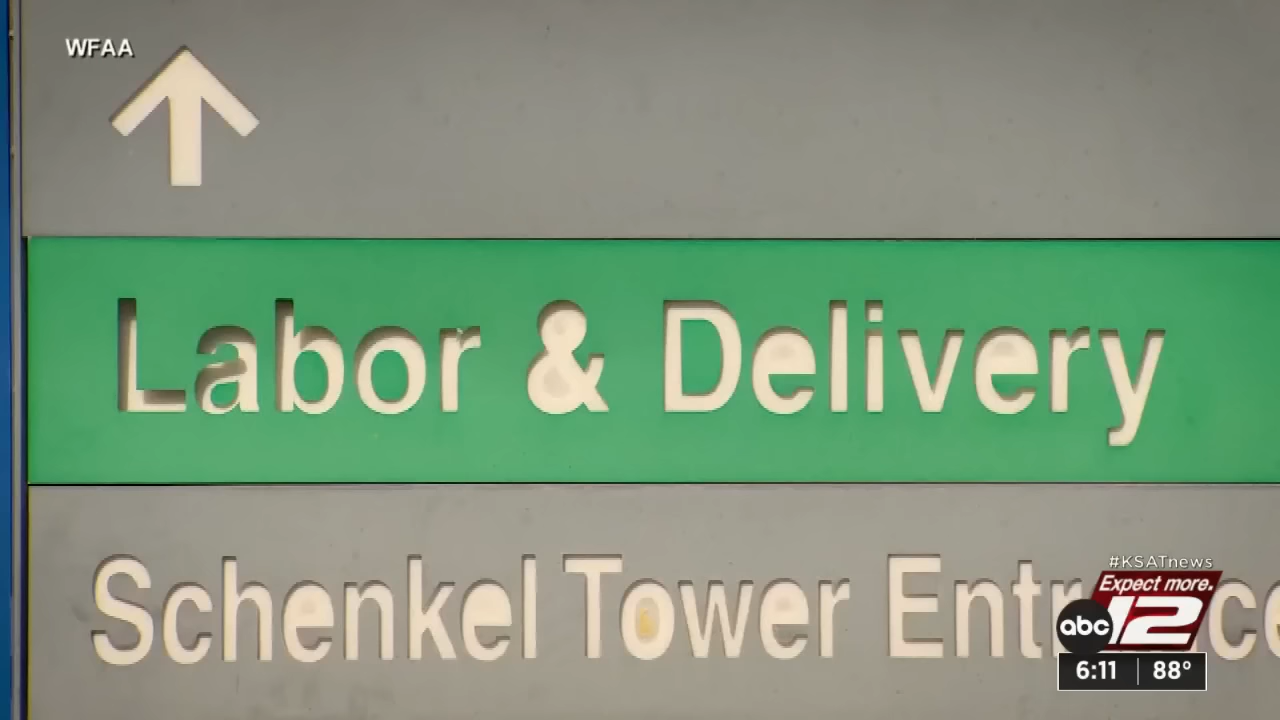 WFAA
Labor & Delivery
Schenkel Tower
#KSATnews
Expect more.
abc 12
6:11 88°